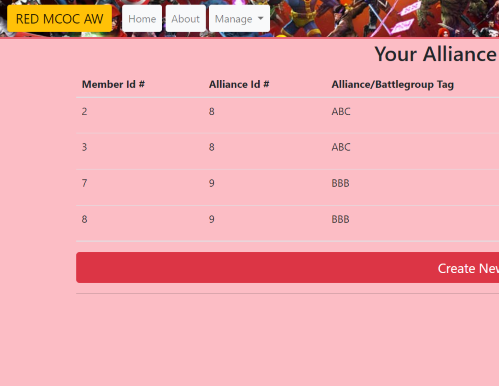 RED MCOC AW Home About Manage
Your Alliance
Member Id # Alliance Id # Alliance/Battlegroup Tag
2 8 ABC
3 8 ABC
7 9 BBB
8 9 BBB
Create New